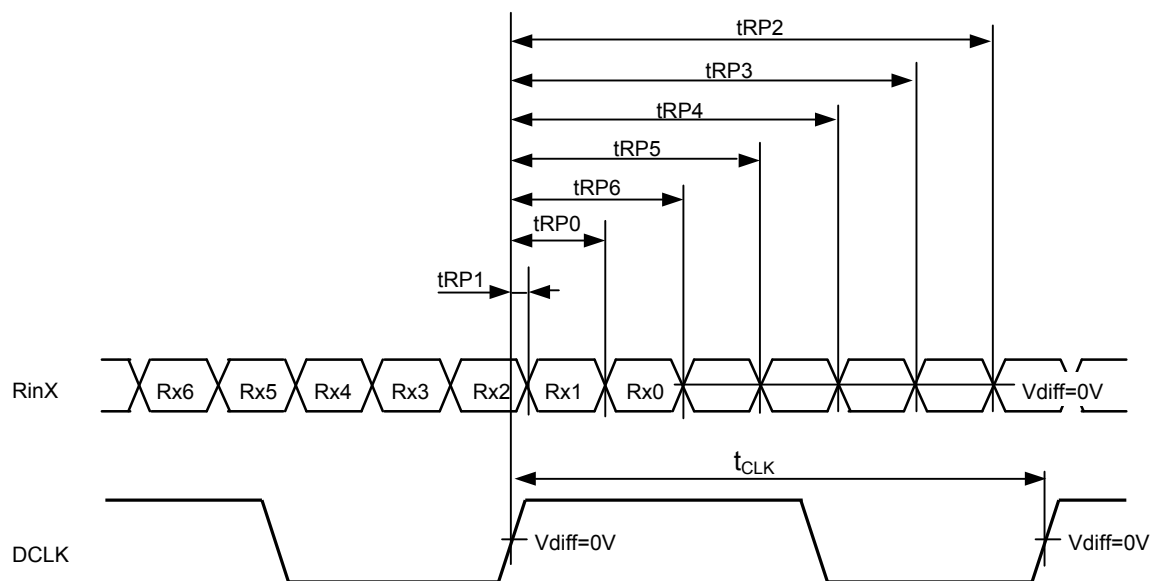 tRP2
tRP3
tRP4
tRP5
tRP6
tRP0
tRP1
RinX Rx6 Rx5 Rx4 Rx3 Rx2 Rx1 Rx0 Vdiff=0V
tCLK
DCLK Vdiff=0V Vdiff=0V